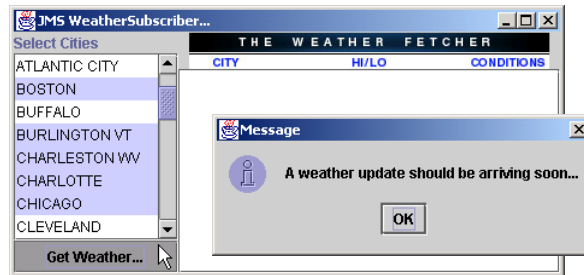 JMS WeatherSubscriber...
Select Cities
THE WEATHER FETCHER
CITY HI/LO CONDITIONS
ATLANTIC CITY
BOSTON
BUFFALO
BURLINGTON VT
CHARLESTON WV
CHARLOTTE
CHICAGO
CLEVELAND
Get Weather...
Message
A weather update should be arriving soon...
OK